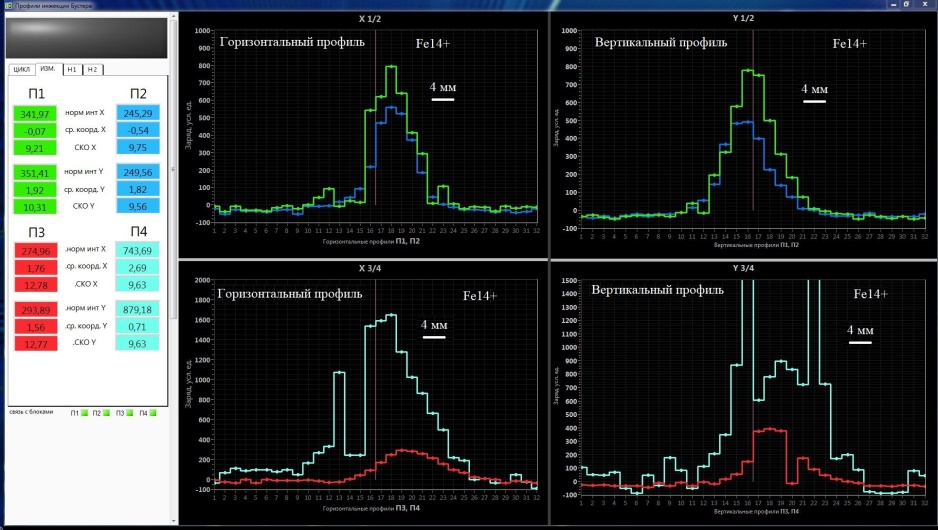 Профили инжекции Бустера
ЦИКЛ ИЗМ. Н1 Н2
П1 П2
341,97 норм инт X 245,29
-0,07 ср. коорд. X -0,54
9,21 СКО X 9,75
351,41 норм инт Y 249,56
1,92 ср. коорд. Y 1,82
10,31 СКО Y 9,56
П3 П4
274,96 .норм инт X 743,69
1,76 .ср. коорд. X 2,69
12,78 .СКО X 9,63
293,89 .норм инт Y 879,18
1,56 .ср. коорд. Y 0,71
12,77 .СКО Y 9,63
связь с блоками П1 П2 П3 П4
X 1/2
Горизонтальный профиль Fe14+
4 мм
Заряд, усл. ед.
1000
900
800
700
600
500
400
300
200
100
0
-100
1 2 3 4 5 6 7 8 9 10 11 12 13 14 15 16 17 18 19 20 21 22 23 24 25 26 27 28 29 30 31 32
Горизонтальные профили П1, П2
Y 1/2
Вертикальный профиль Fe14+
4 мм
Заряд, усл. ед.
1000
900
800
700
600
500
400
300
200
100
0
-100
1 2 3 4 5 6 7 8 9 10 11 12 13 14 15 16 17 18 19 20 21 22 23 24 25 26 27 28 29 30 31 32
Вертикальные профили П1, П2
X 3/4
Горизонтальный профиль Fe14+
4 мм
Заряд, усл. ед.
2000
1800
1600
1400
1200
1000
800
600
400
200
0
-100
1 2 3 4 5 6 7 8 9 10 11 12 13 14 15 16 17 18 19 20 21 22 23 24 25 26 27 28 29 30 31 32
Горизонтальные профили П3, П4
Y 3/4
Вертикальный профиль Fe14+
4 мм
Заряд, усл. ед.
1500
1400
1300
1200
1100
1000
900
800
700
600
500
400
300
200
100
0
-100
1 2 3 4 5 6 7 8 9 10 11 12 13 14 15 16 17 18 19 20 21 22 23 24 25 26 27 28 29 30 31 32
Вертикальные профили П3, П4